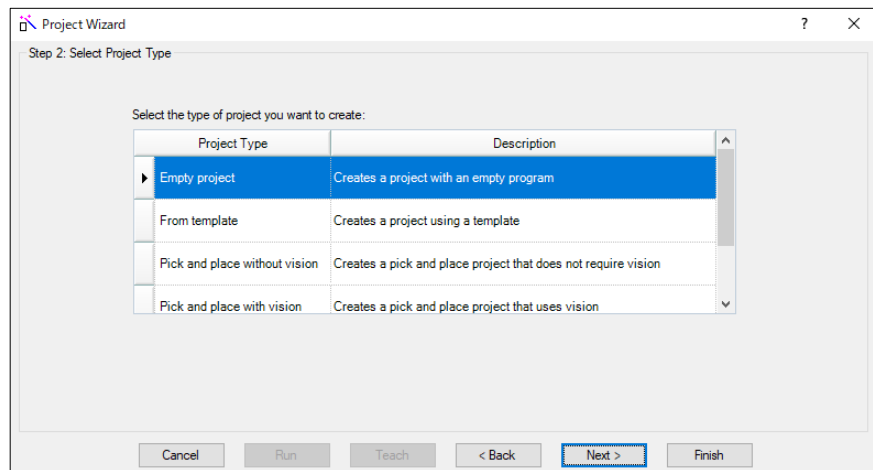 Project Wizard
?
Step 2: Select Project Type
Select the type of project you want to create:
Project Type Description
Empty project Creates a project with an empty program
From template Creates a project using a template
Pick and place without vision Creates a pick and place project that does not require vision
Pick and place with vision Creates a pick and place project that uses vision
Cancel Run Teach < Back Next > Finish